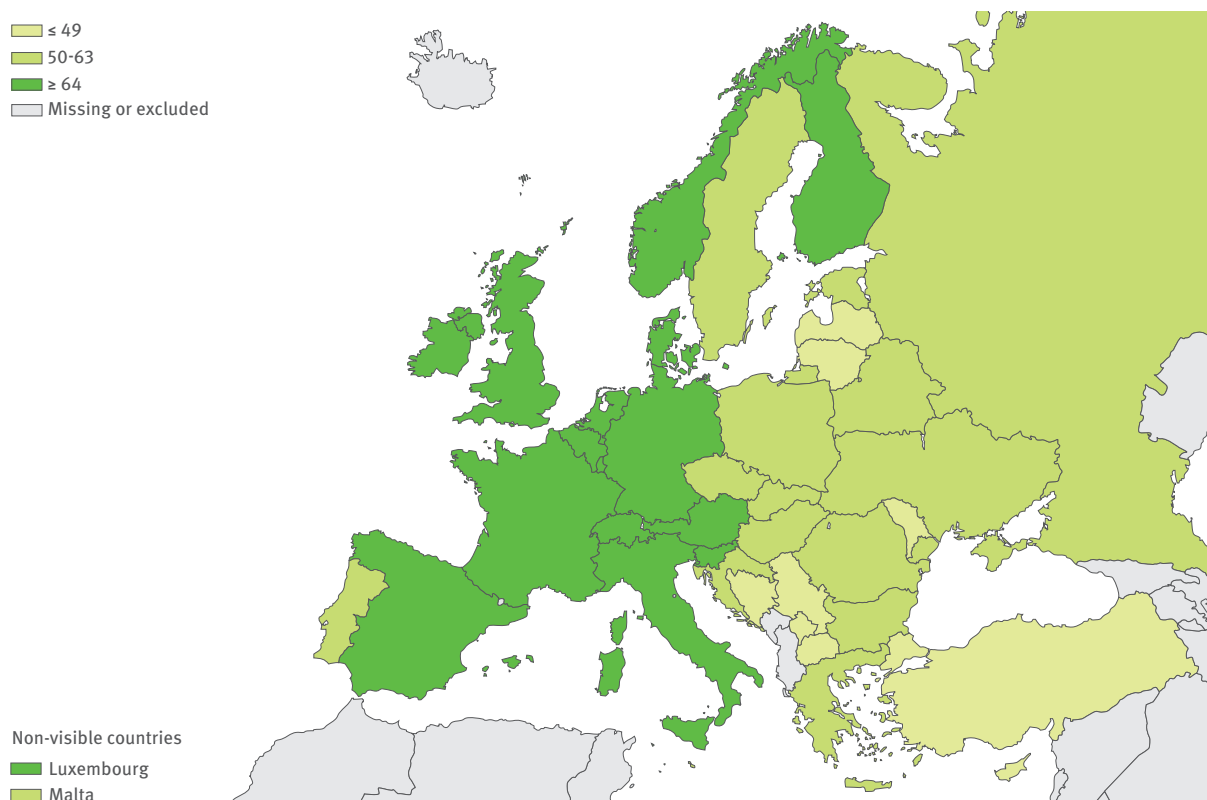 ≤ 49
50-63
≥ 64
Missing or excluded
Non-visible countries
Luxembourg
Malta